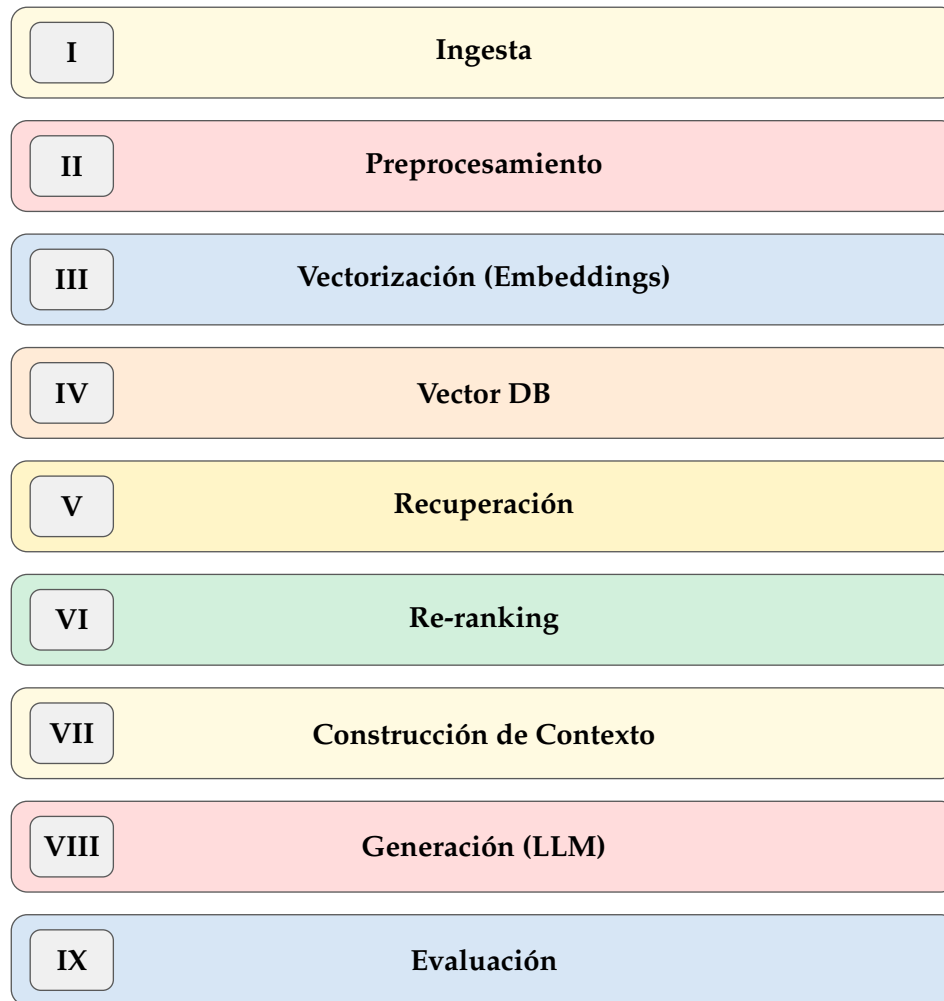 I
Ingesta
II
Preprocesamiento
III
Vectorización (Embeddings)
IV
Vector DB
V
Recuperación
VI
Re-ranking
VII
Construcción de Contexto
VIII
Generación (LLM)
IX
Evaluación